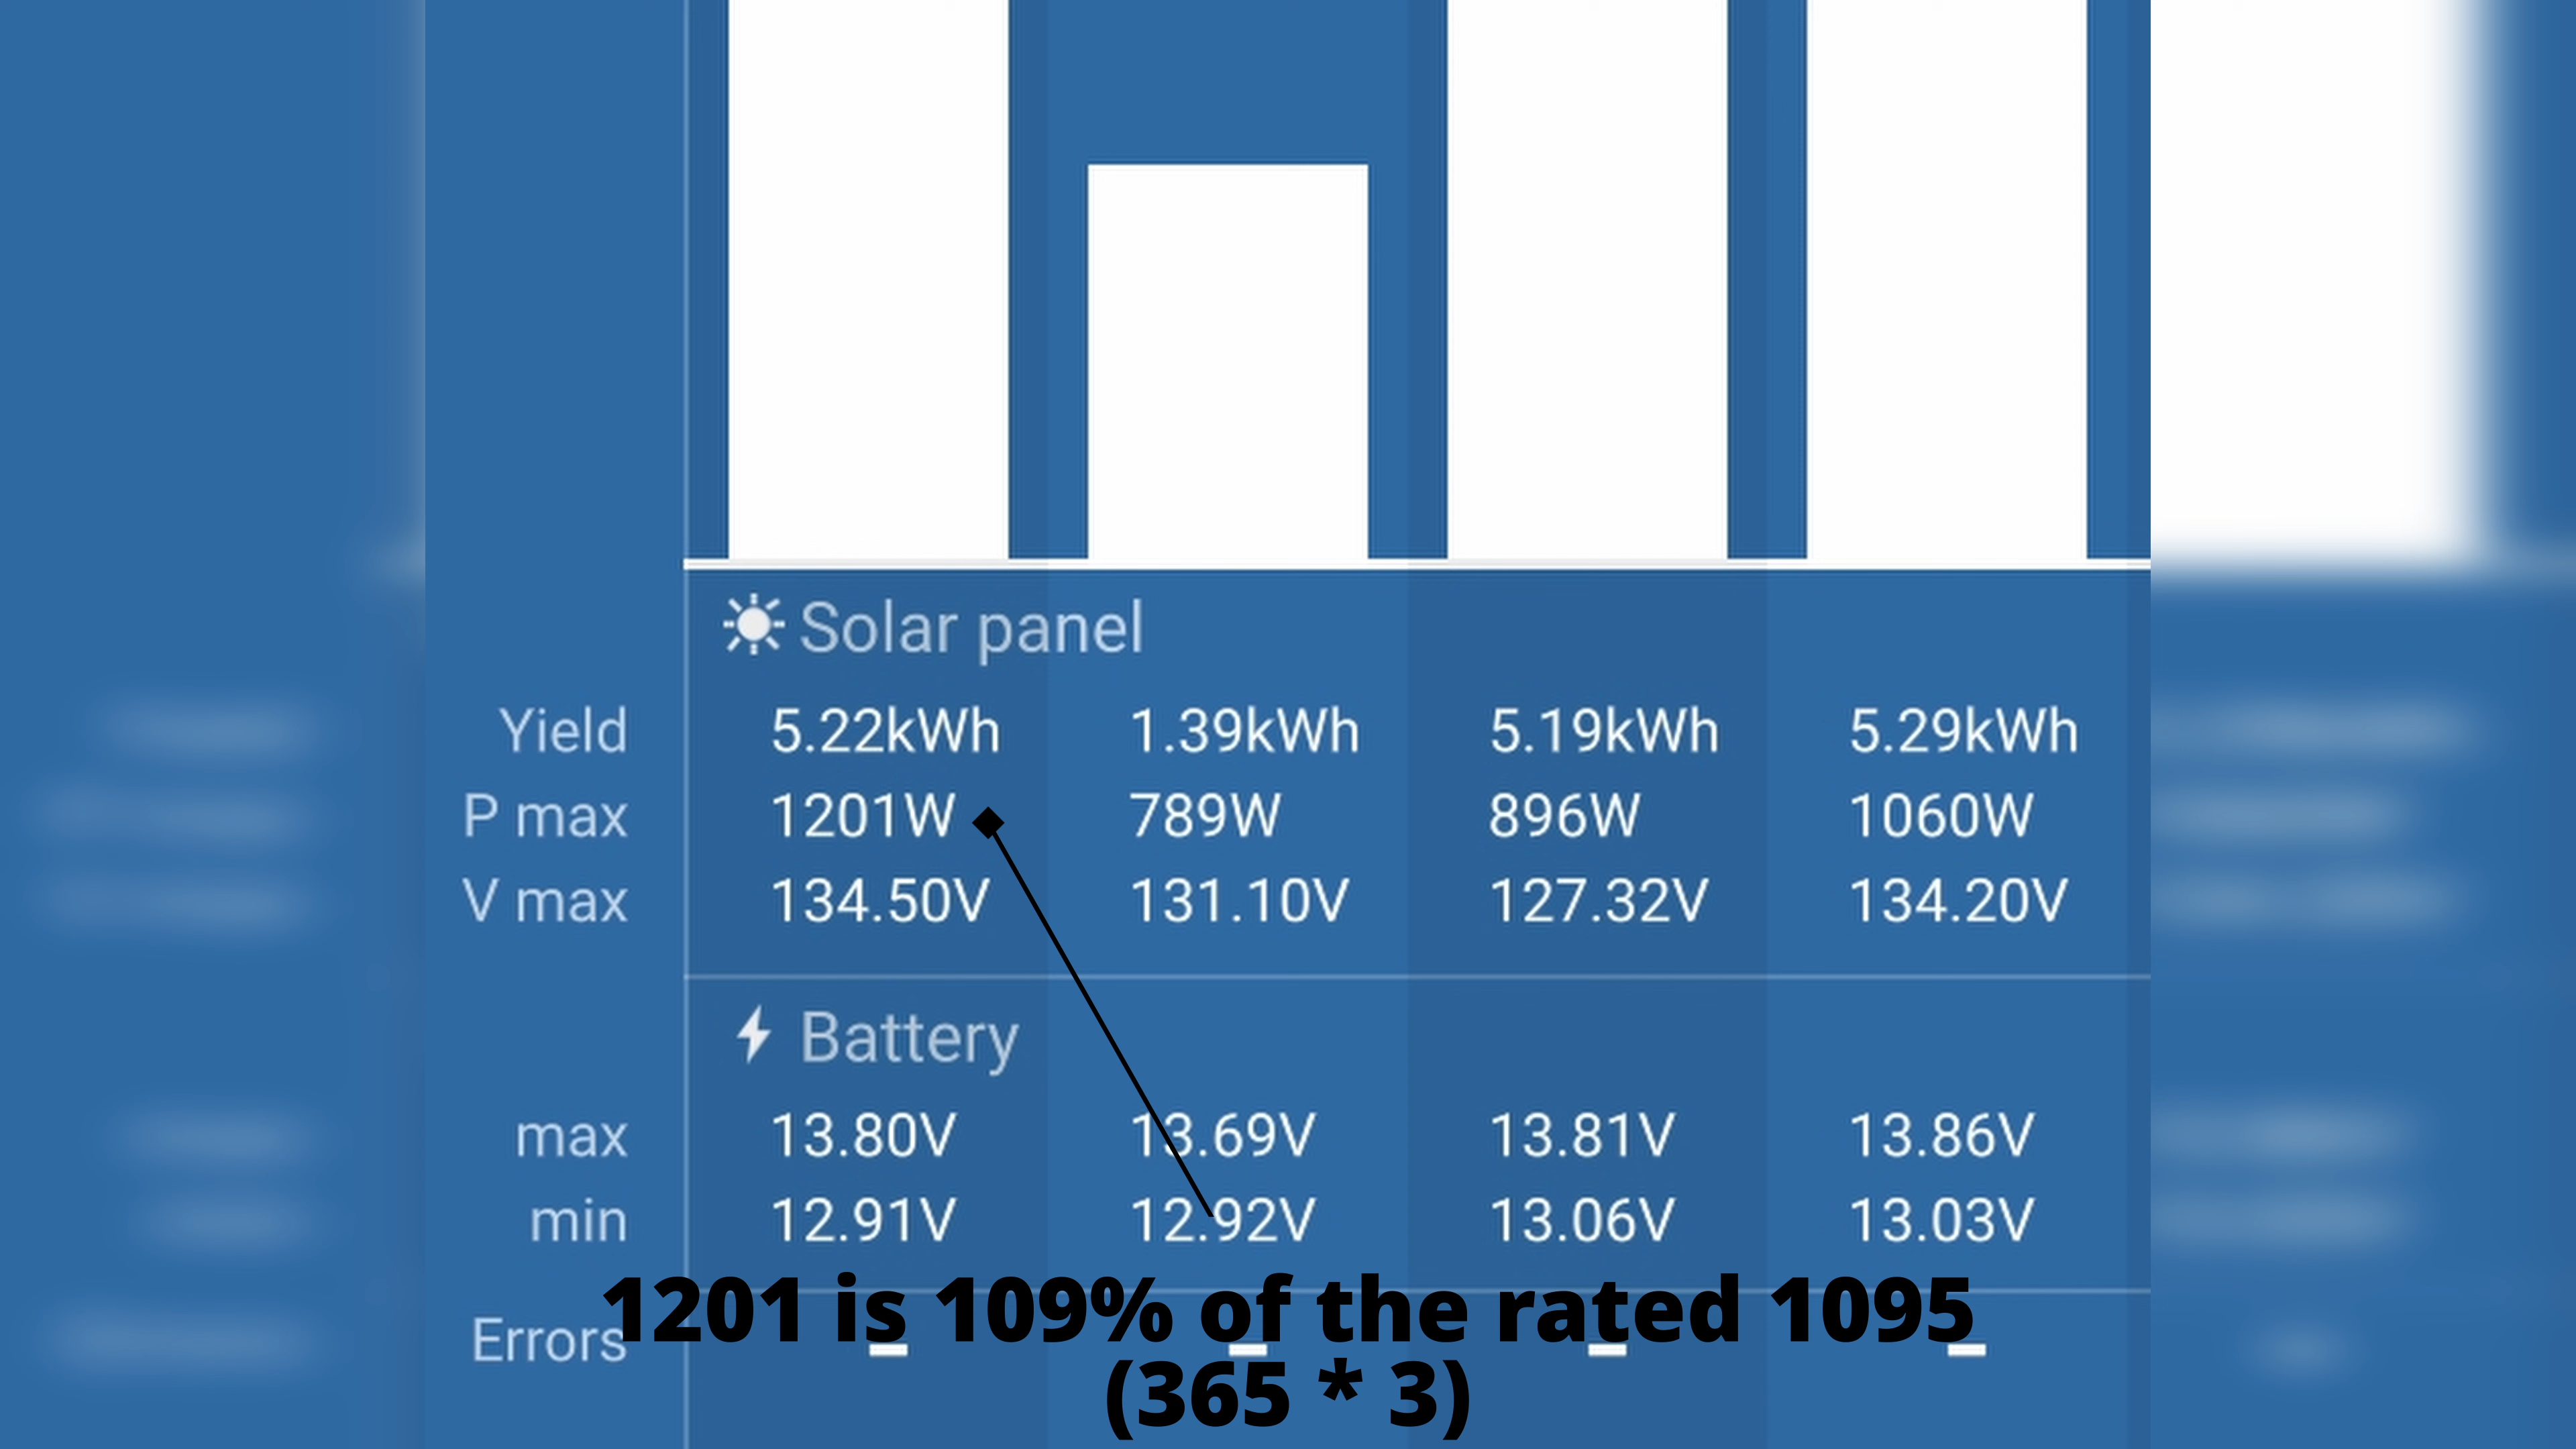 Solar panel
Yield 5.22kWh 1.39kWh 5.19kWh 5.29kWh
P max 1201W 789W 896W 1060W
V max 134.50V 131.10V 127.32V 134.20V
Battery
max 13.80V 13.69V 13.81V 13.86V
min 12.91V 12.92V 13.06V 13.03V
Errors - - - -
1201 is 109% of the rated 1095
(365 * 3)